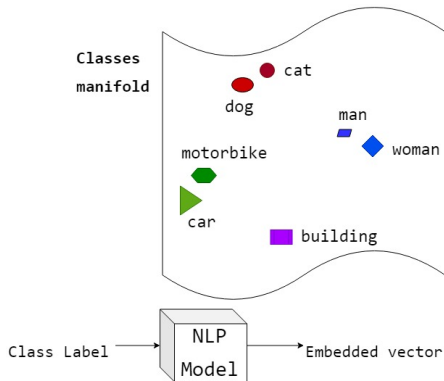 Classes
manifold
cat
dog
man
woman
motorbike
car
building
NLP
Model
Class Label
Embedded vector